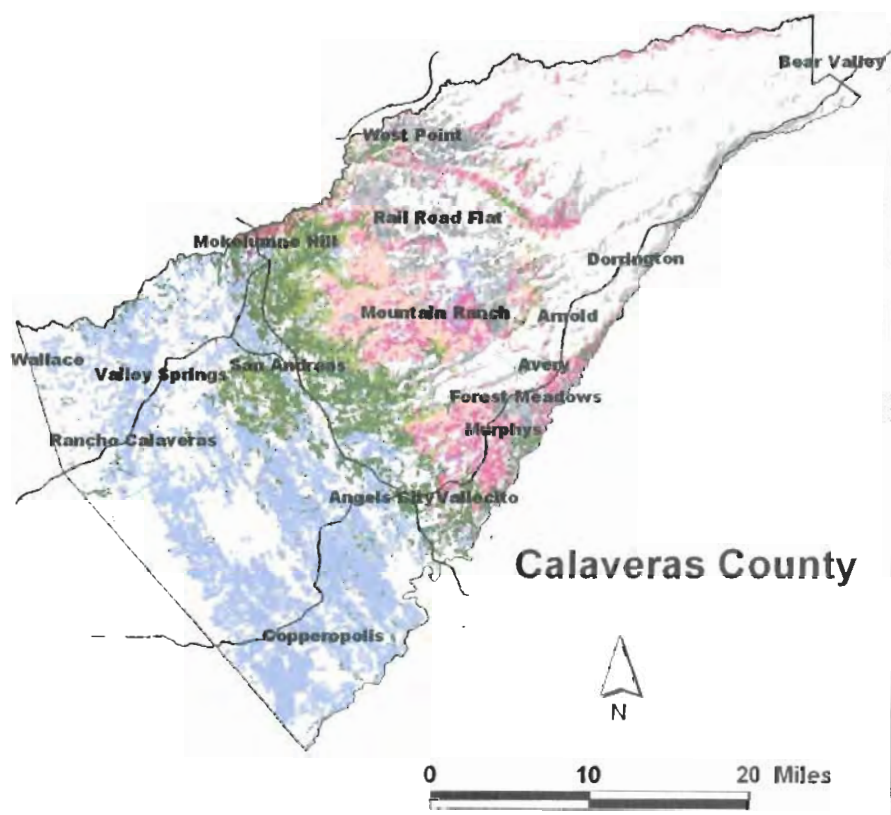 Bear Valley
West Point
Rail Road Flat
Mokelumne Hill
Dorrington
Mountain Ranch
Arnold
Wallace
Valley Springs
San Andreas
Avery
Forest Meadows
Murphys
Rancho Calaveras
Angels City
Vallecito
Calaveras County
Copperopolis
N
0 10 20 Miles